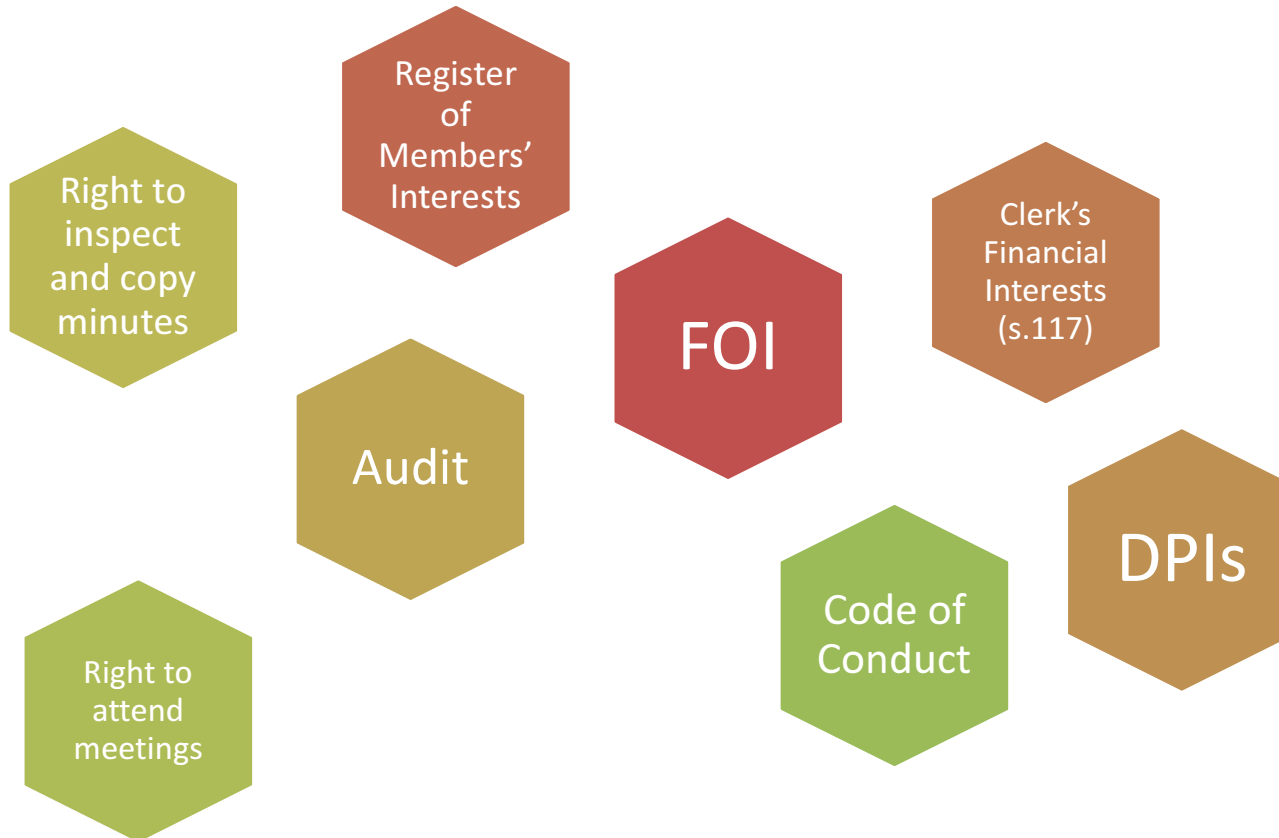 Register
of
Members’
Interests
Right to
inspect
and copy
minutes
Clerk’s
Financial
Interests
(s.117)
FOI
Audit
DPIs
Code of
Conduct
Right to
attend
meetings